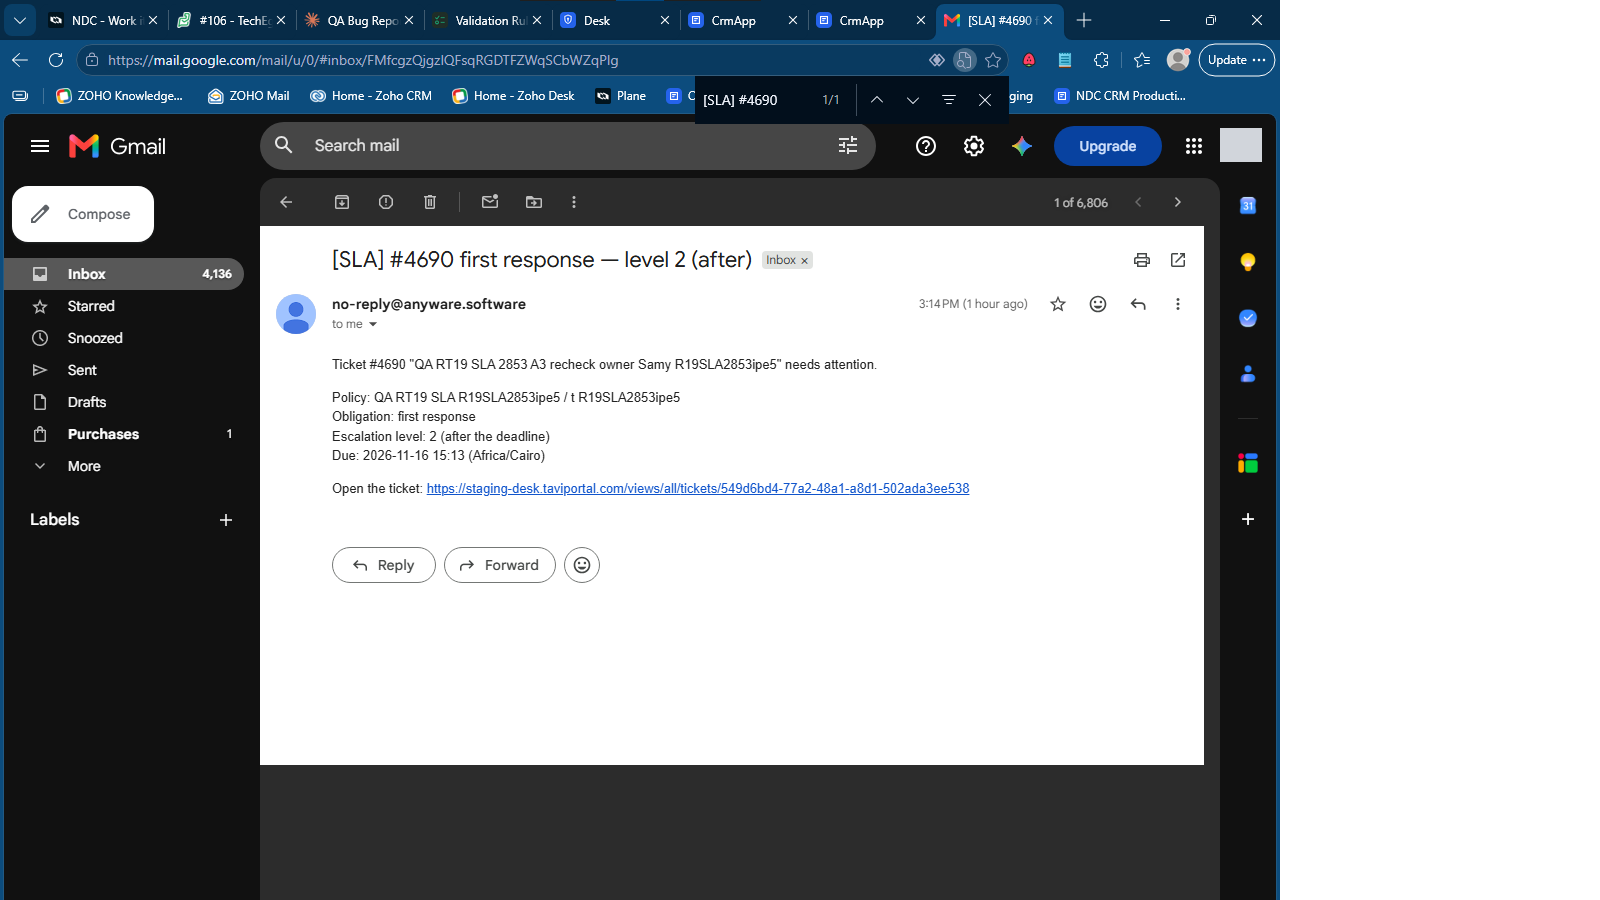 NDC - Work i
#106 - TechE
QA Bug Repo
Validation Ru
Desk
CrmApp
CrmApp
[SLA] #4690 f
https://mail.google.com/mail/u/0/#inbox/FMfcgzQjgzlQFsqRGDTFZWqSCbWZqPlg
Update
ZOHO Knowledge...
ZOHO Mail
Home - Zoho CRM
Home - Zoho Desk
Plane
C
ging
NDC CRM Producti...
[SLA] #4690
1/1
Gmail
Search mail
Upgrade
Compose
1 of 6,806
Inbox
4,136
Starred
Snoozed
Sent
Drafts
Purchases
1
More
Labels
31
[SLA] #4690 first response — level 2 (after)
Inbox ×
no-reply@anyware.software
3:14 PM (1 hour ago)
to me
Ticket #4690 "QA RT19 SLA 2853 A3 recheck owner Samy R19SLA2853ipe5" needs attention.
Policy: QA RT19 SLA R19SLA2853ipe5 / t R19SLA2853ipe5
Obligation: first response
Escalation level: 2 (after the deadline)
Due: 2026-11-16 15:13 (Africa/Cairo)
Open the ticket: https://staging-desk.taviportal.com/views/all/tickets/549d6bd4-77a2-48a1-a8d1-502ada3ee538
Reply
Forward